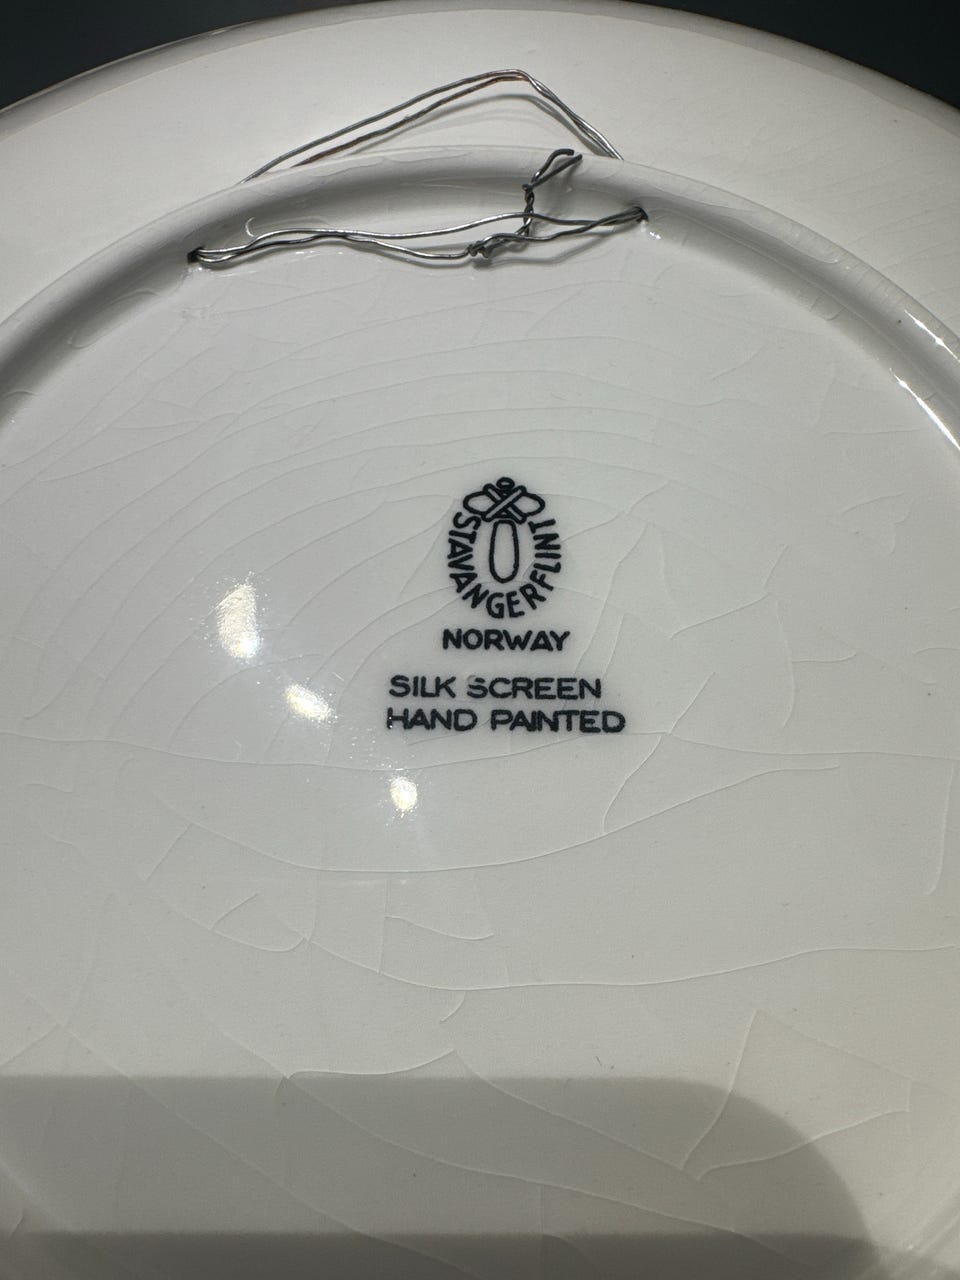 STAVANGERFLINT
NORWAY
SILK SCREEN
HAND PAINTED